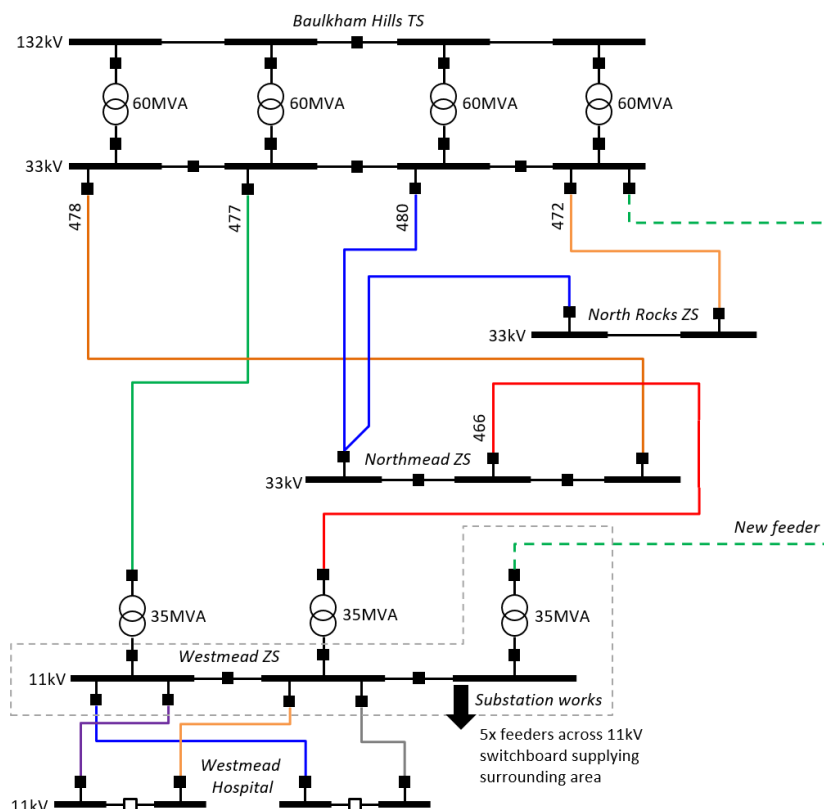 Baulkham Hills TS
132kV
60MVA
60MVA
60MVA
60MVA
33kV
478
477
480
472
North Rocks ZS
33kV
466
Northmead ZS
33kV
New feeder
35MVA
35MVA
35MVA
Westmead ZS
11kV
Substation works
5x feeders across 11kV
switchboard supplying
surrounding area
Westmead
Hospital
11kV